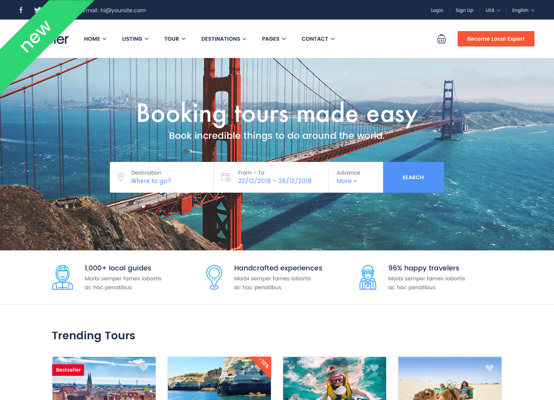 new
Email: hi@yoursite.com
Login
Sign Up
US$
English
HOME
LISTING
TOUR
DESTINATIONS
PAGES
CONTACT
Become Local Expert
Booking tours made easy
Book incredible things to do around the world.
Destination
Where to go?
From - To
22/12/2018 - 26/12/2018
Advance
More
SEARCH
1,000+ local guides
Morbi semper fames lobortis
ac hac penatibus
Handcrafted experiences
Morbi semper fames lobortis
ac hac penatibus
96% happy travelers
Morbi semper fames lobortis
ac hac penatibus
Trending Tours
Bestseller
-10%